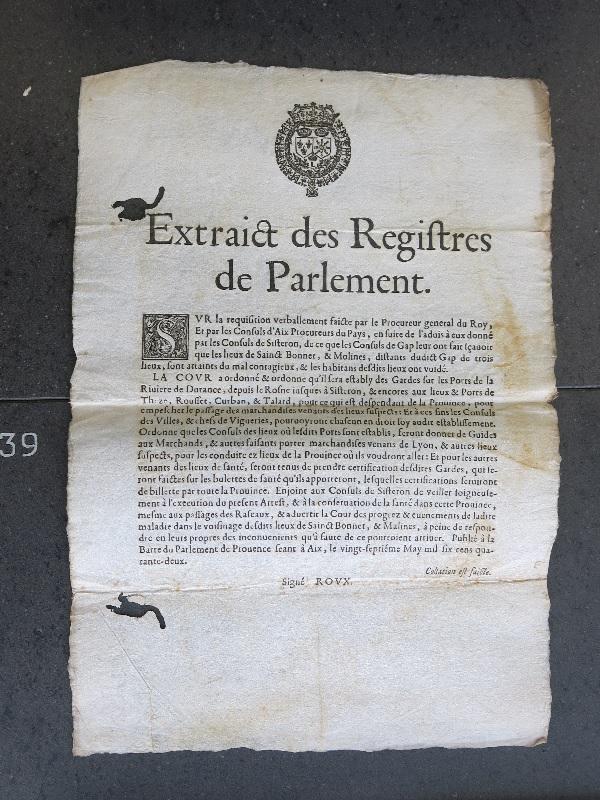 Extraict des Regiſtres
de Parlement.
SVR la requiſition verballement faicte par le Procureur general du Roy,
Et par les Conſuls d'Aix Procureurs du Pays, en ſuite de l'aduis à eux donné
par les Conſuls de Siſteron, de ce que les Conſuls de Gap leur ont fait ſçauoir
que les lieux de Sainct Bonnet, & Molines, diſtants dudict Gap de trois
lieux, ſont attaints du mal contagieux, & les habitans deſdits lieux ont vuidé.
LA COVR a ordonné & ordonne qu'il ſera eſtably des Gardes ſur les Ports de la
Riuiere de Durance, depuis le Roſne iuſques à Siſteron, & encores aux lieux & Ports de
Theze, Rouſſet, Curban, & Talard, pour ce qui eſt deſpendant de la Prouince, pour
empeſcher le paſſage des marchandiſes venants des lieux ſuſpects: Et à ces fins les Conſuls
des Villes, & chefs de Vigueries, pouruoyront chaſcun en droit ſoy audit eſtabliſſement.
Ordonne que les Conſuls des lieux où leſdits Ports ſont eſtablis, ſeront donner de Guides
aux Marchands, & autres faiſants porter marchandiſes venans de Lyon, & autres lieux
ſuſpects, pour les conduire ez lieux de la Prouince où ils voudront aller: Et pour les autres
venants des lieux de ſanté, ſeront tenus de prendre certification deſdites Gardes, qui ſe-
ront faictes ſur les bulettes de ſanté qu'ils apporteront, leſquelles certifications ſeruiront
de billette par toute la Prouince. Enjoint aux Conſuls de Siſteron de veiller ſoigneuſe-
ment à l'execution du preſent Arreſt, & à la conſeruation de la ſanté dans cette Prouince,
meſme aux paſſages des Raſeaux, & aduertir la Cour des progrez & euenements de ladite
maladie dans le voiſinage deſdits lieux de Sainct Bonnet, & Malines, à peine de reſpon-
dre en leurs propres des inconuenients qu'à faute de ce pourroient arriuer. Publié à la
Barre du Parlement de Prouence ſeant à Aix, le vingt-ſeptiéme May mil ſix cens qua-
rante-deux.
Collation eſt faicte.
Signé ROVX.
39